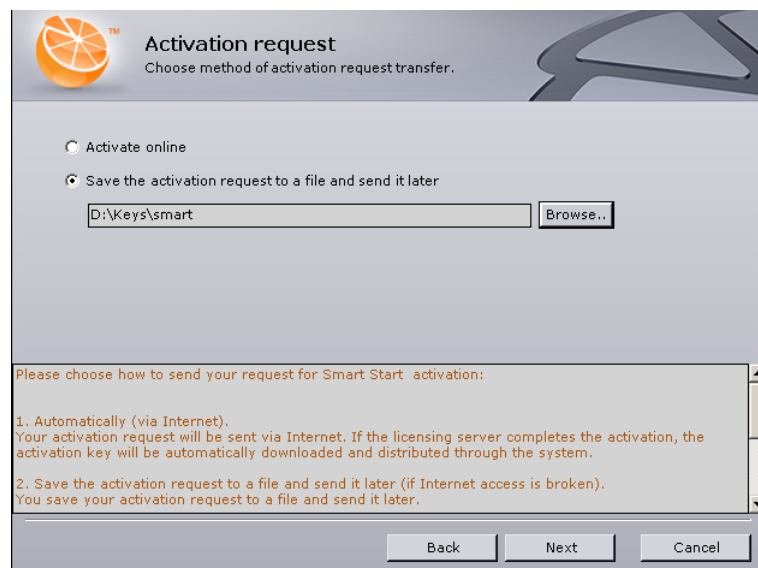 TM
Activation request
Choose method of activation request transfer.
Activate online
Save the activation request to a file and send it later
D:\Keys\smart
Browse..
Please choose how to send your request for Smart Start activation:
1. Automatically (via Internet).
Your activation request will be sent via Internet. If the licensing server completes the activation, the
activation key will be automatically downloaded and distributed through the system.
2. Save the activation request to a file and send it later (if Internet access is broken).
You save your activation request to a file and send it later.
Back
Next
Cancel